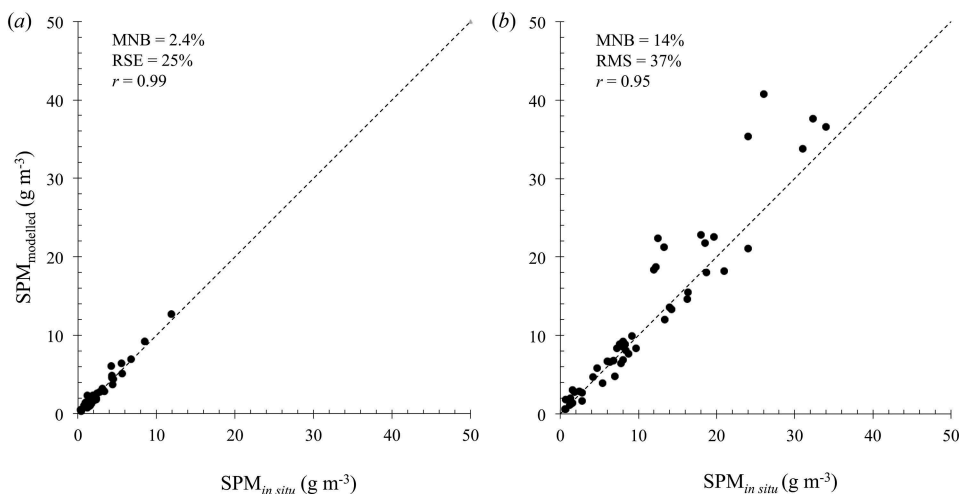 (a)
MNB = 2.4%
RSE = 25%
r = 0.99
50
40
30
20
10
0
0 10 20 30 40 50
SPMmodelled (g m-3)
SPMin situ (g m-3)
(b)
MNB = 14%
RMS = 37%
r = 0.95
50
40
30
20
10
0
0 10 20 30 40 50
SPMin situ (g m-3)